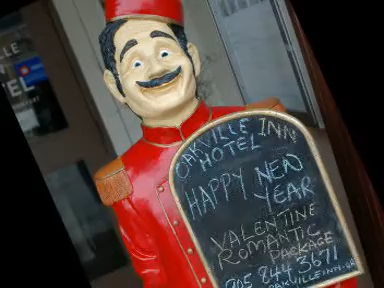 OAKVILLE INN
HOTEL
HAPPY NEW
YEAR
VALENTINE
ROMANTIC
PACKAGE
905 844 3671